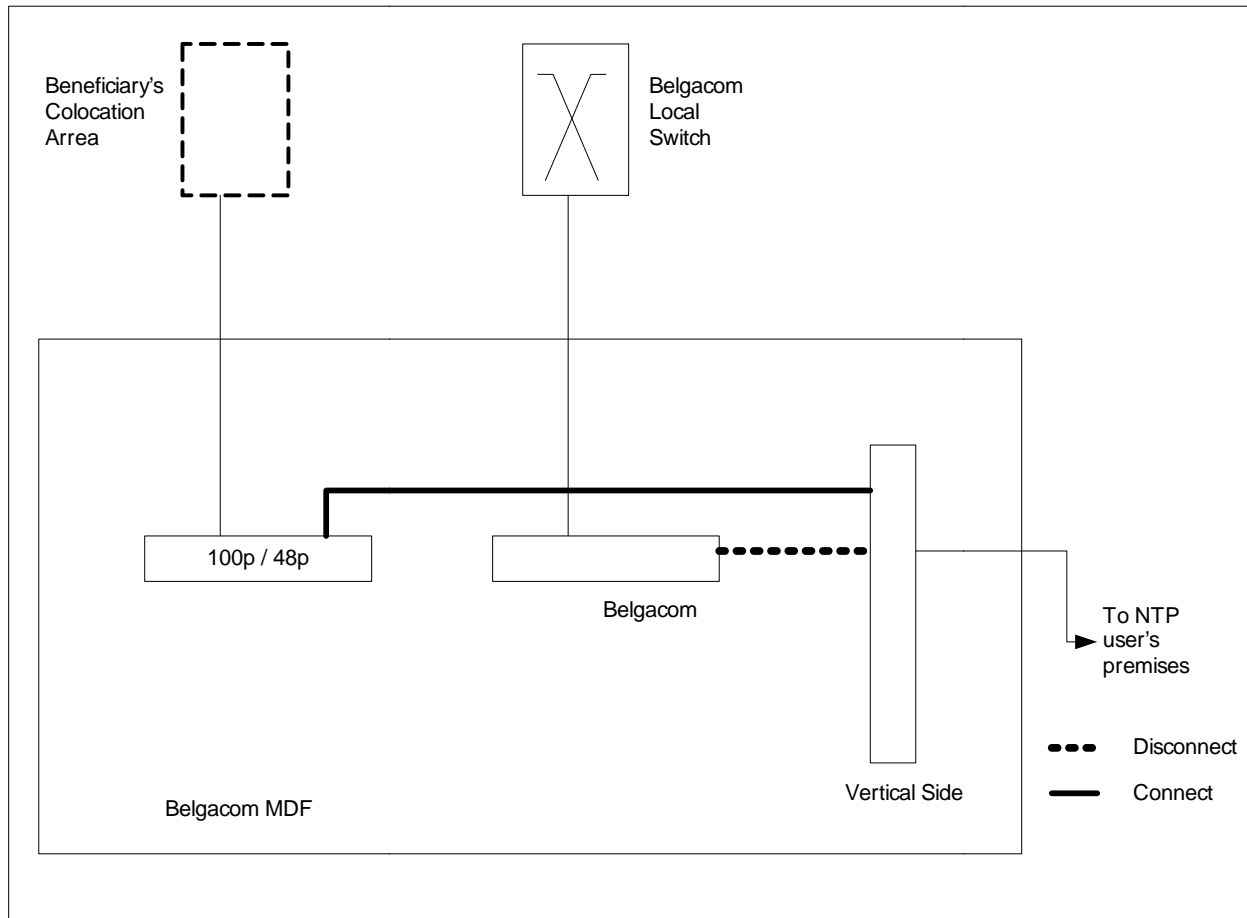 Beneficiary's
Colocation
Arrea
Belgacom
Local
Switch
100p / 48p
Belgacom
To NTP
user's
premises
Disconnect
Vertical Side
Connect
Belgacom MDF